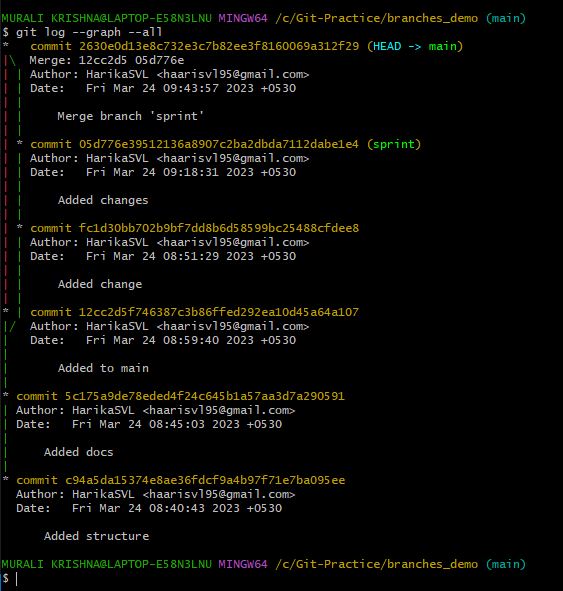 MURALI KRISHNA@LAPTOP-E58N3LNU MINGW64 /c/Git-Practice/branches_demo (main)
$ git log --graph --all
*   commit 2630e0d13e8c732e3c7b82ee3f8160069a312f29 (HEAD -> main)
|\  Merge: 12cc2d5 05d776e
| | Author: HarikaSVL <haarisvl95@gmail.com>
| | Date:   Fri Mar 24 09:43:57 2023 +0530
| |
| |     Merge branch 'sprint'
| |
| * commit 05d776e39512136a8907c2ba2dbda7112dabe1e4 (sprint)
| | Author: HarikaSVL <haarisvl95@gmail.com>
| | Date:   Fri Mar 24 09:18:31 2023 +0530
| |
| |     Added changes
| |
| * commit fc1d30bb702b9bf7dd8b6d58599bc25488cfdee8
| | Author: HarikaSVL <haarisvl95@gmail.com>
| | Date:   Fri Mar 24 08:51:29 2023 +0530
| |
| |     Added change
| |
* | commit 12cc2d5f746387c3b86ffed292ea10d45a64a107
|/  Author: HarikaSVL <haarisvl95@gmail.com>
|   Date:   Fri Mar 24 08:59:40 2023 +0530
|
|       Added to main
|
* commit 5c175a9de78eded4f24c645b1a57aa3d7a290591
| Author: HarikaSVL <haarisvl95@gmail.com>
| Date:   Fri Mar 24 08:45:03 2023 +0530
|
|     Added docs
|
* commit c94a5da15374e8ae36fdcf9a4b97f71e7ba095ee
  Author: HarikaSVL <haarisvl95@gmail.com>
  Date:   Fri Mar 24 08:40:43 2023 +0530

      Added structure

MURALI KRISHNA@LAPTOP-E58N3LNU MINGW64 /c/Git-Practice/branches_demo (main)
$